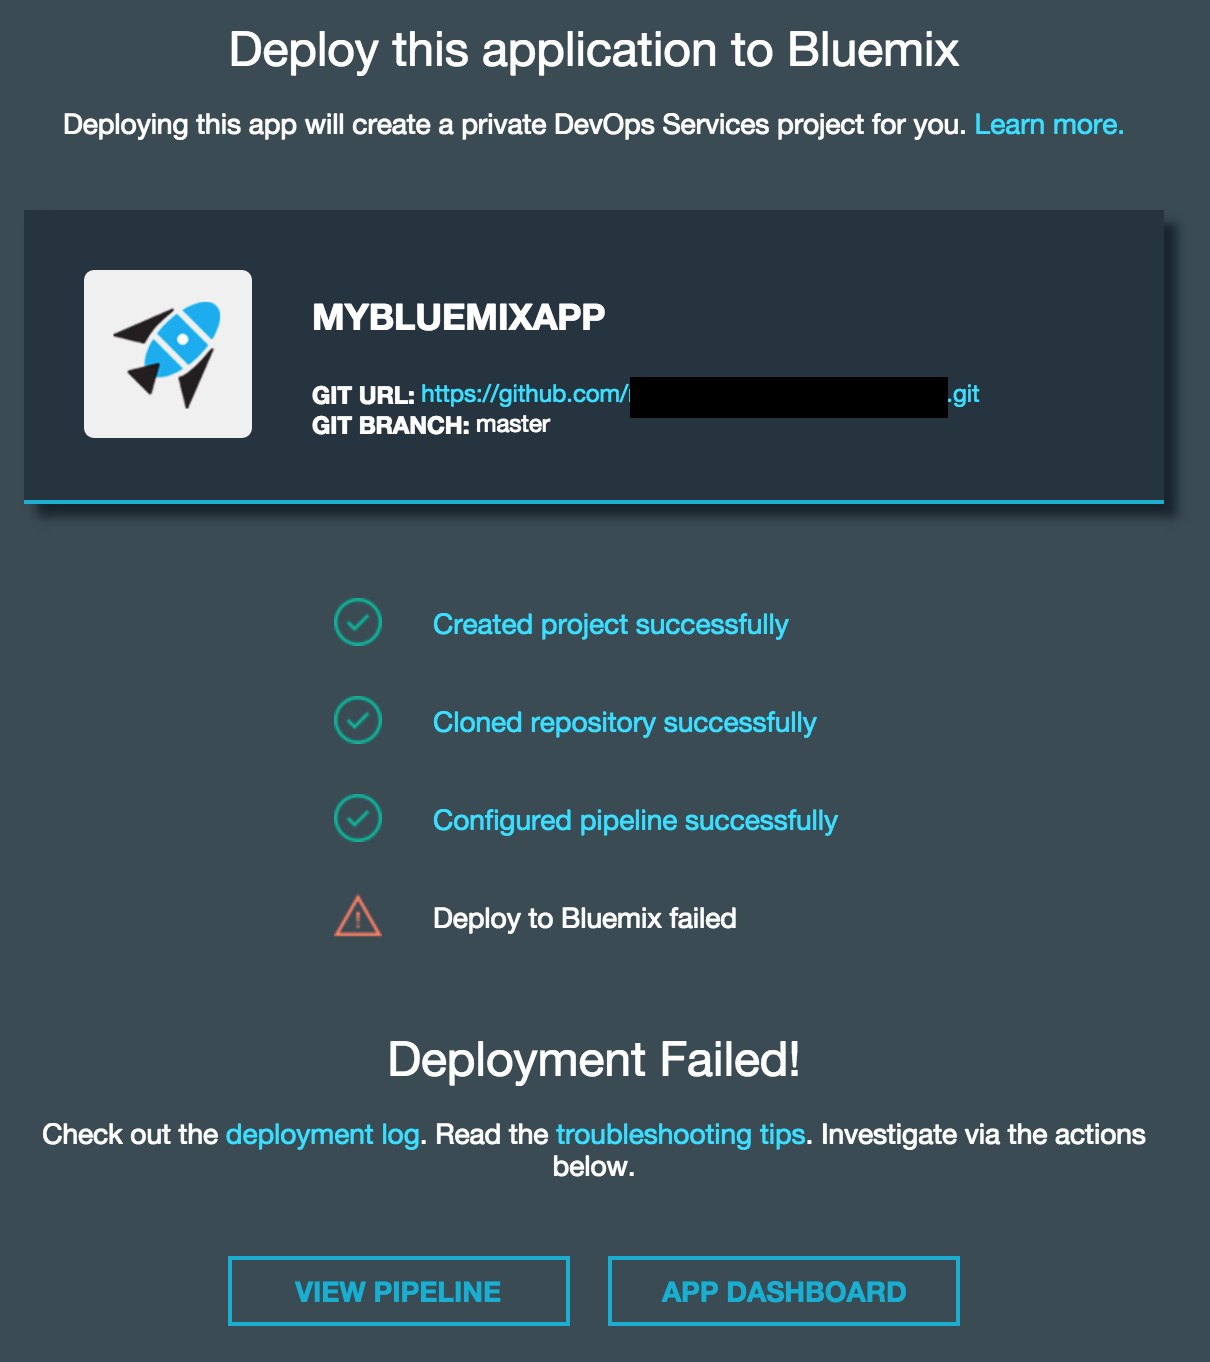 Deploy this application to Bluemix
Deploying this app will create a private DevOps Services project for you. Learn more.
MYBLUEMIXAPP
GIT URL: https://github.com/ .git
GIT BRANCH: master
Created project successfully
Cloned repository successfully
Configured pipeline successfully
Deploy to Bluemix failed
Deployment Failed!
Check out the deployment log. Read the troubleshooting tips. Investigate via the actions
below.
VIEW PIPELINE
APP DASHBOARD